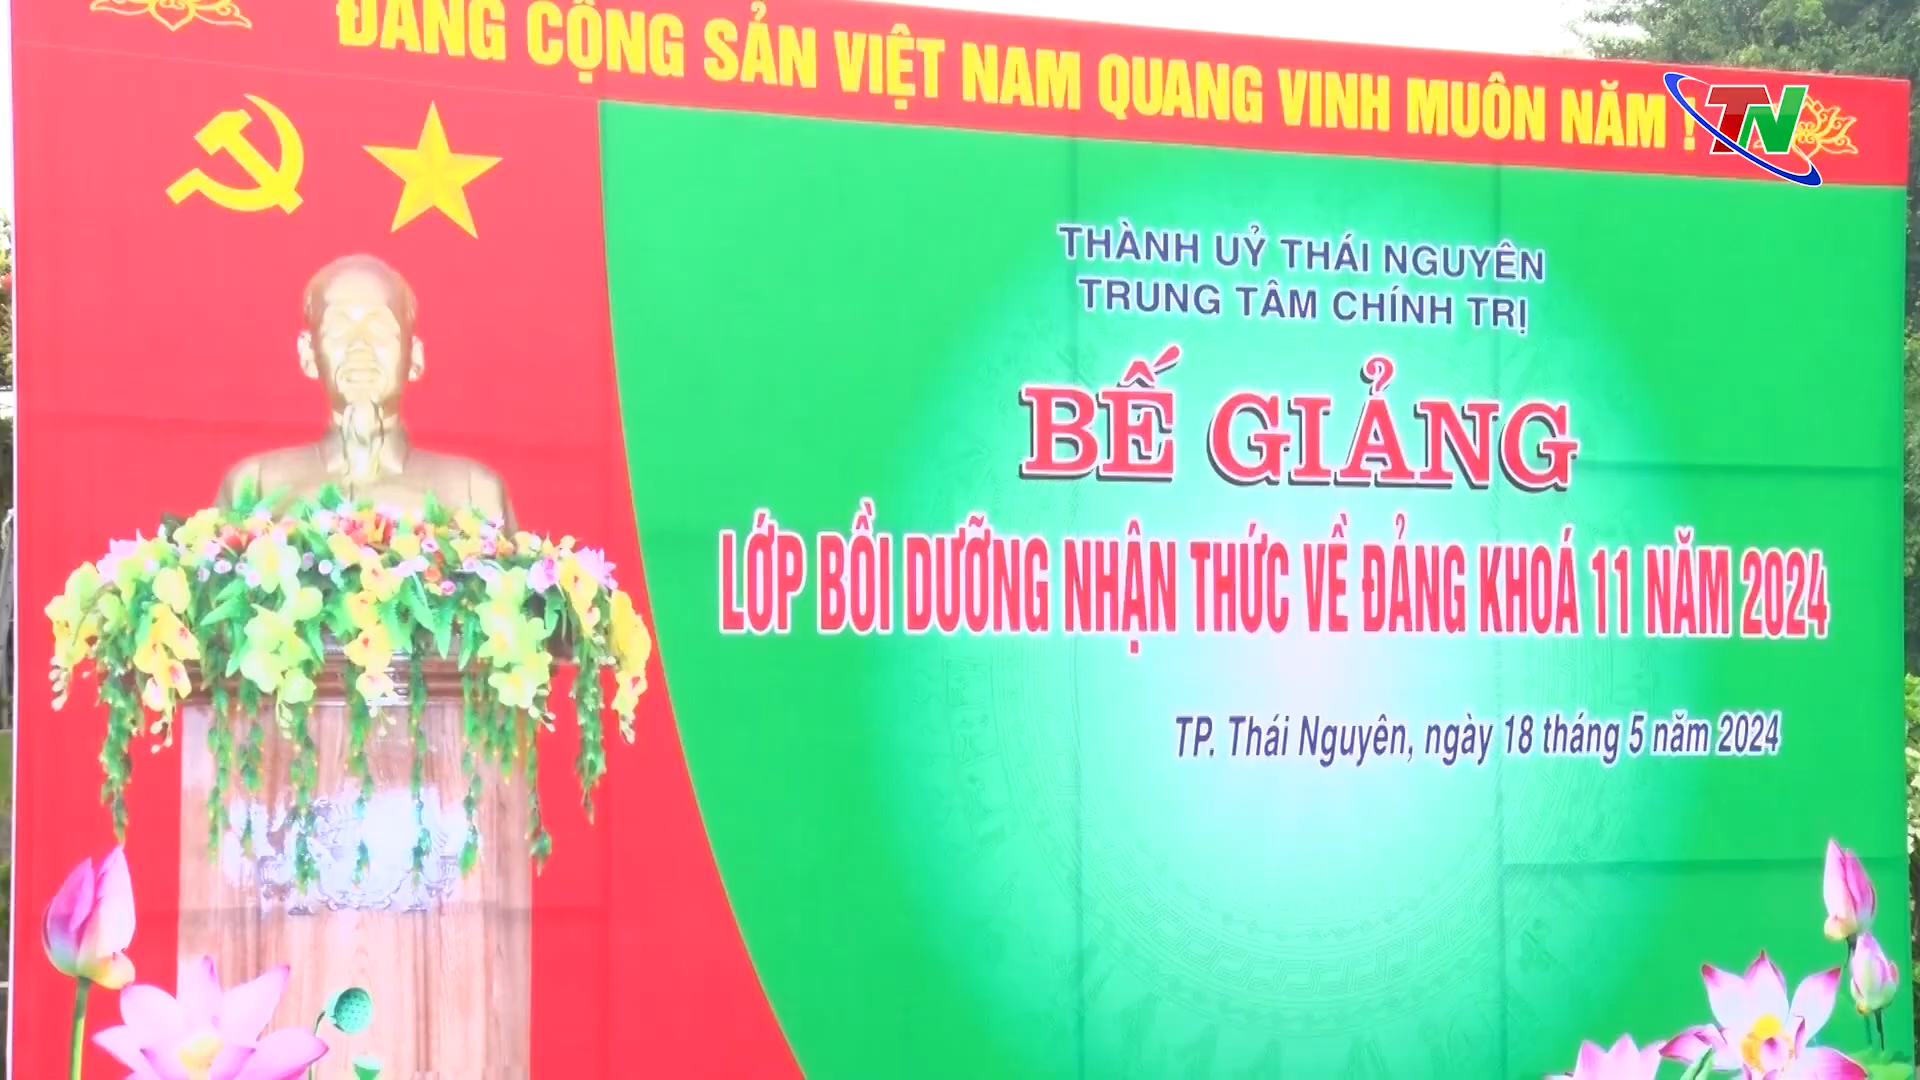 ĐẢNG CỘNG SẢN VIỆT NAM QUANG VINH MUÔN NĂM !
TN
THÀNH UỶ THÁI NGUYÊN
TRUNG TÂM CHÍNH TRỊ
BẾ GIẢNG
LỚP BỒI DƯỠNG NHẬN THỨC VỀ ĐẢNG KHOÁ 11 NĂM 2024
TP. Thái Nguyên, ngày 18 tháng 5 năm 2024